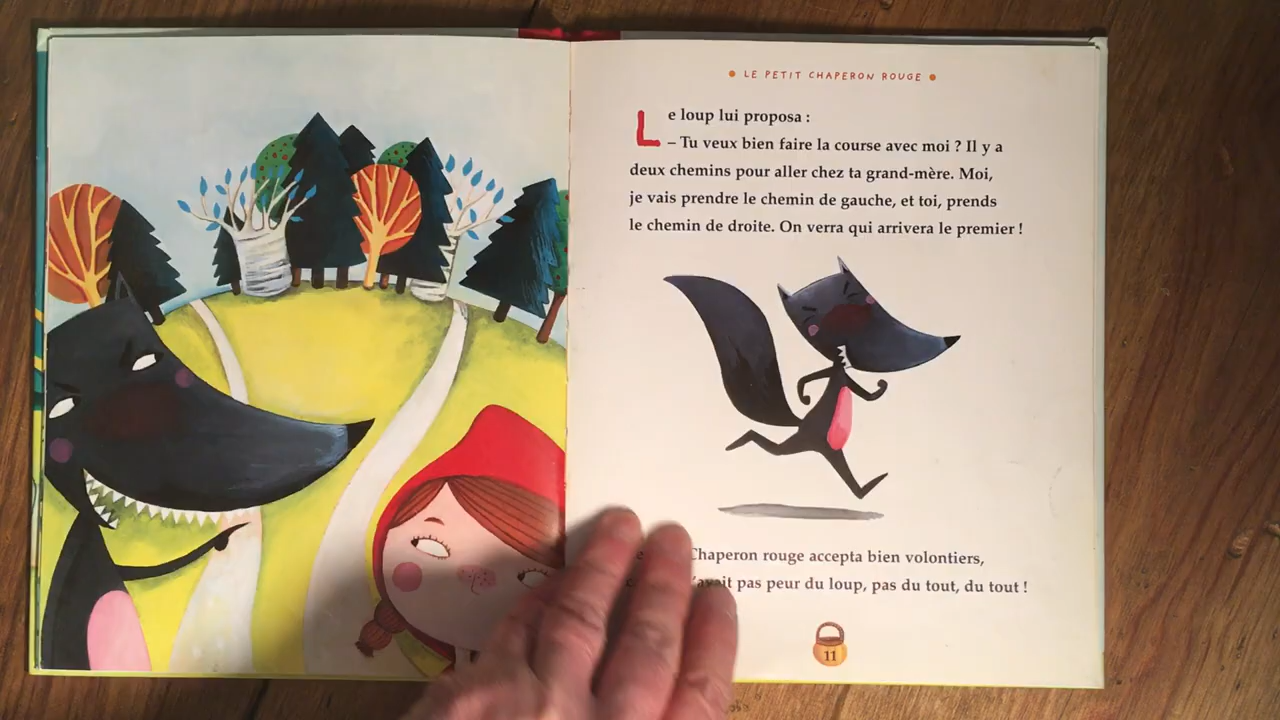 LE PETIT CHAPERON ROUGE
Le loup lui proposa :
– Tu veux bien faire la course avec moi ? Il y a
deux chemins pour aller chez ta grand-mère. Moi,
je vais prendre le chemin de gauche, et toi, prends
le chemin de droite. On verra qui arrivera le premier !
Chaperon rouge accepta bien volontiers,
pas peur du loup, pas du tout, du tout !
11